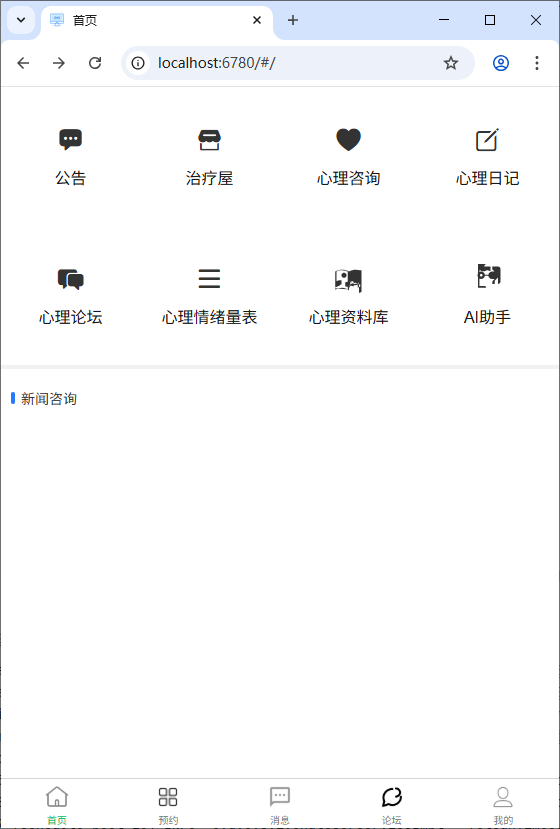 首页
localhost:6780/#/
公告 治疗屋 心理咨询 心理日记
心理论坛 心理情绪量表 心理资料库 AI助手
新闻咨询
首页 预约 消息 论坛 我的